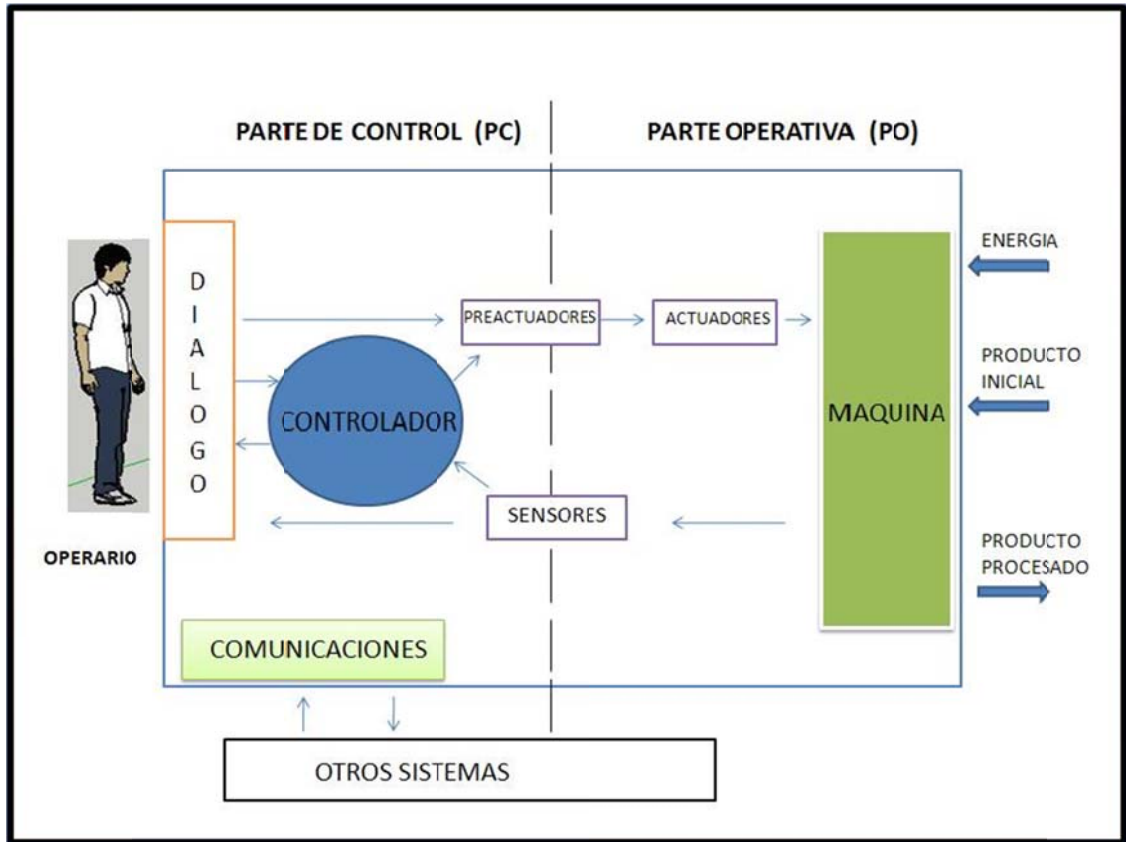 PARTE DE CONTROL (PC)
PARTE OPERATIVA (PO)
DIALOGO
PREACTUADORES
ACTUADORES
CONTROLADOR
SENSORES
MAQUINA
ENERGIA
PRODUCTO
INICIAL
PRODUCTO
PROCESADO
OPERARIO
COMUNICACIONES
OTROS SISTEMAS